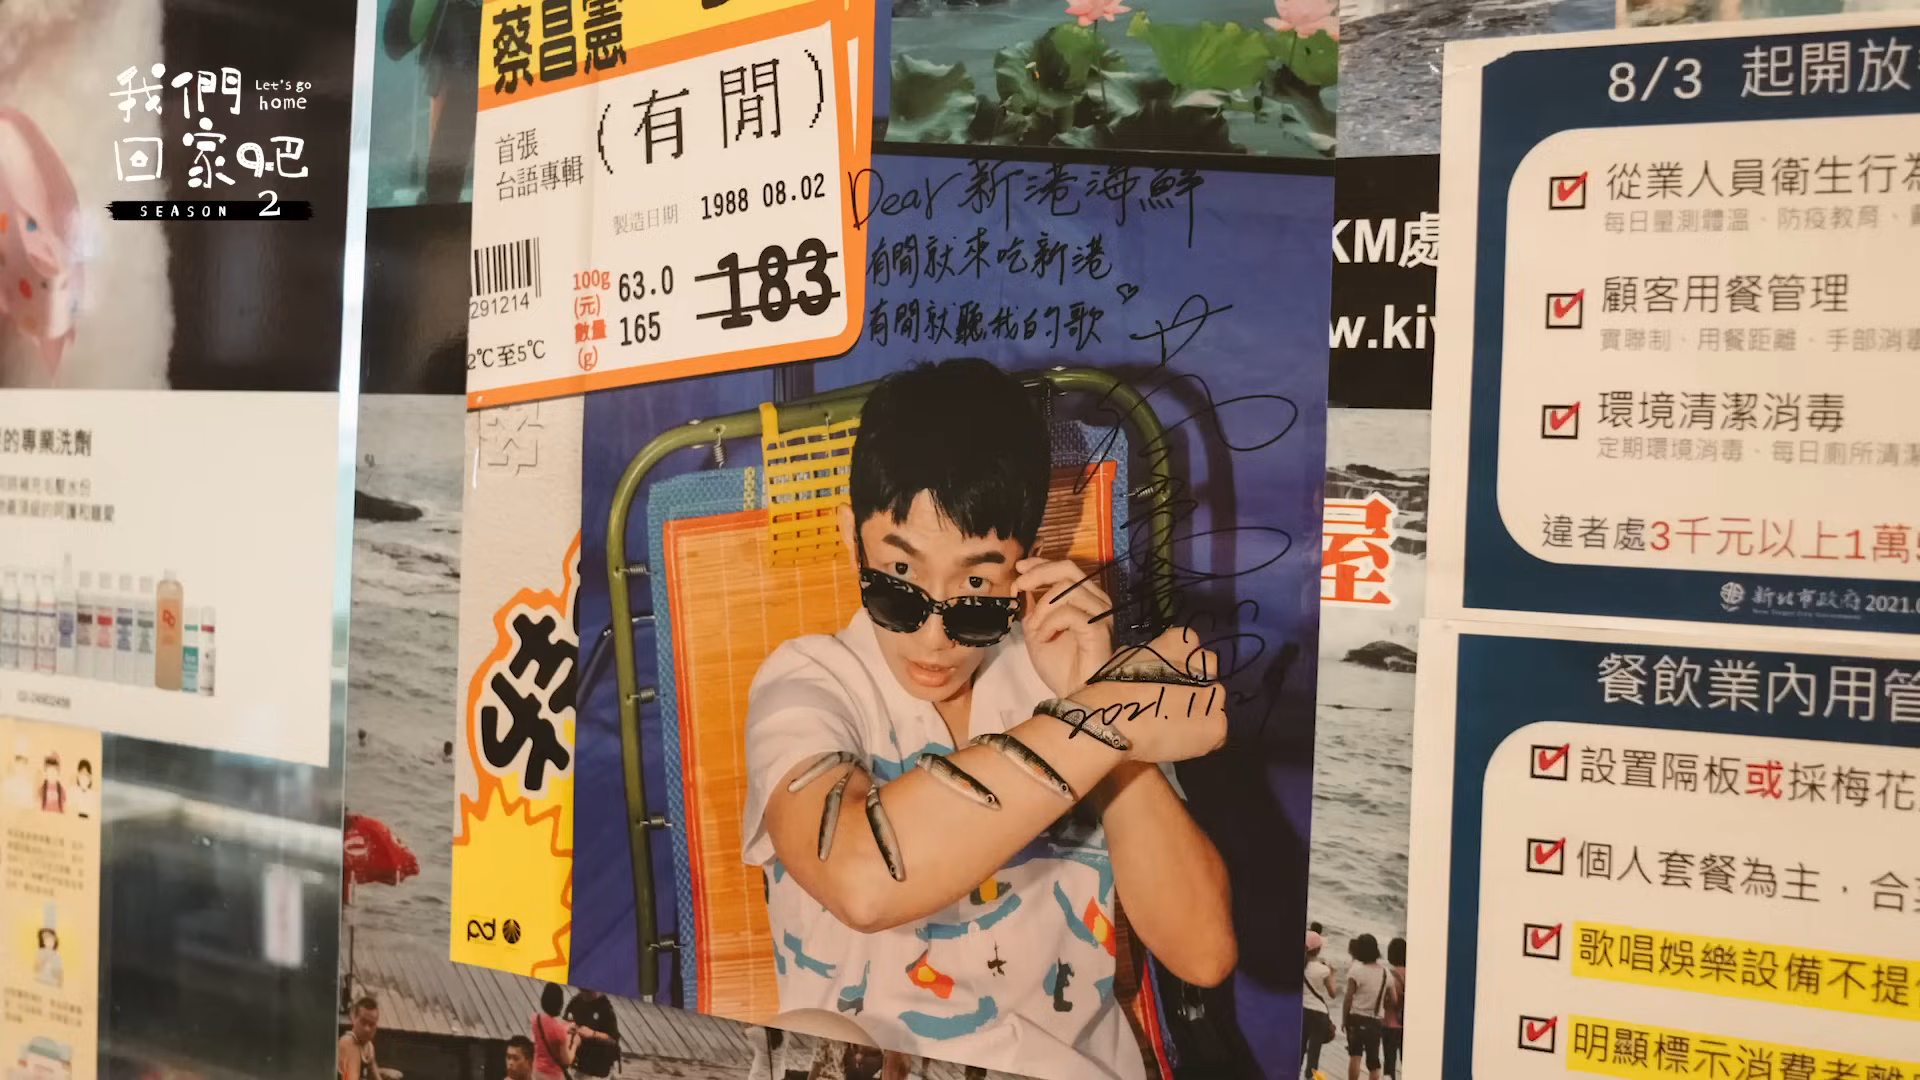 我們
Let's go
home
回家吧
SEASON 2
蔡昌憲
(有閒)
首張
台語專輯
製造日期 1988 08.02
100g
(元) 63.0
183
數量
(g) 165
291214
2℃至5℃
Dear 新港海鮮
有閒就來吃新港
有閒就聽我的歌
2021.11.2
KM處
w.kiw
屋
的專業洗劑
8/3 起開放
從業人員衛生行為
每日量測體溫、防疫教育、
顧客用餐管理
實聯制、用餐距離、手部消毒
環境清潔消毒
定期環境消毒、每日廁所清潔
違者處3千元以上1萬5
新北市政府 2021.0
餐飲業內用管
設置隔板或採梅花
個人套餐為主，合
歌唱娛樂設備不提
明顯標示消費者離